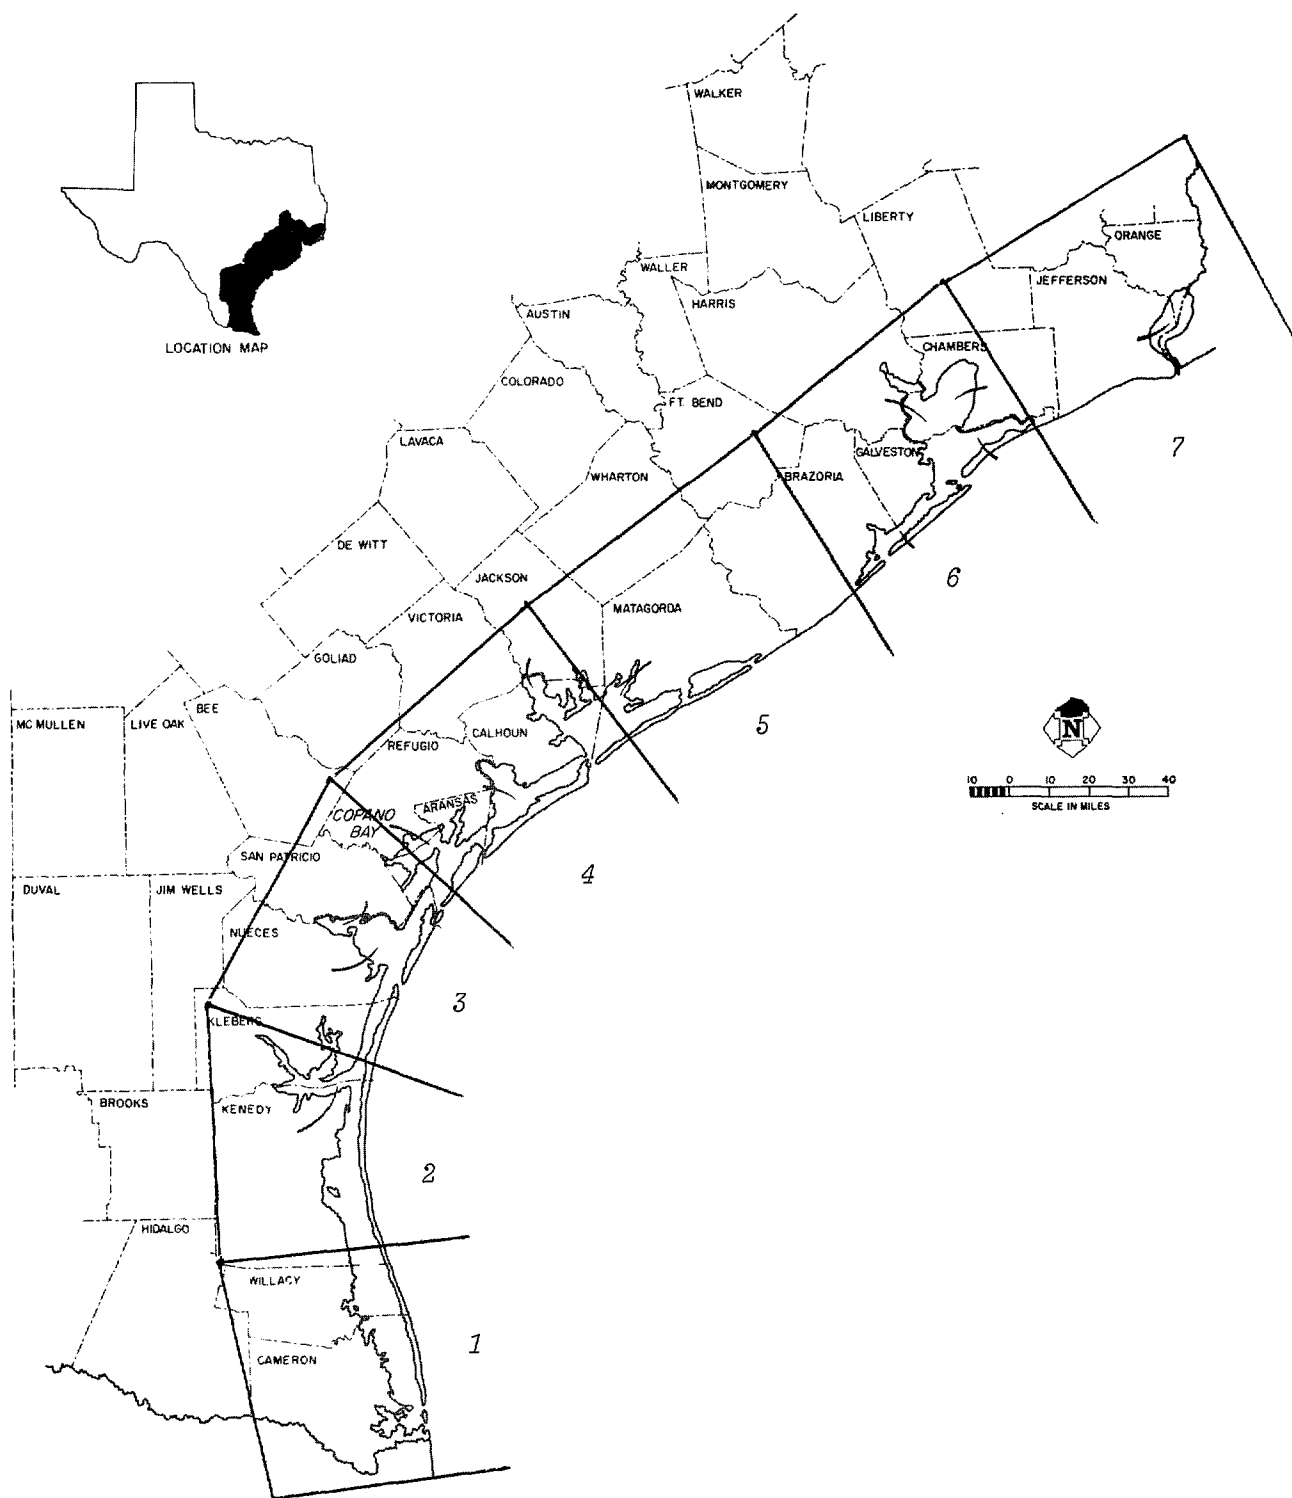 WALKER
MONTGOMERY
LIBERTY
ORANGE
WALLER
JEFFERSON
HARRIS
AUSTIN
LOCATION MAP
CHAMBERS
COLORADO
FT. BEND
LAVACA
7
GALVESTON
WHARTON
BRAZORIA
DE WITT
JACKSON
6
MATAGORDA
VICTORIA
GOLIAD
BEE
MC MULLEN
LIVE OAK
5
CALHOUN
REFUGIO
N
10 0 10 20 30 40
SCALE IN MILES
ARANSAS
COPANO
BAY
SAN PATRICIO
4
DUVAL
JIM WELLS
NUECES
3
KLEBERG
BROOKS
KENEDY
2
HIDALGO
WILLACY
1
CAMERON